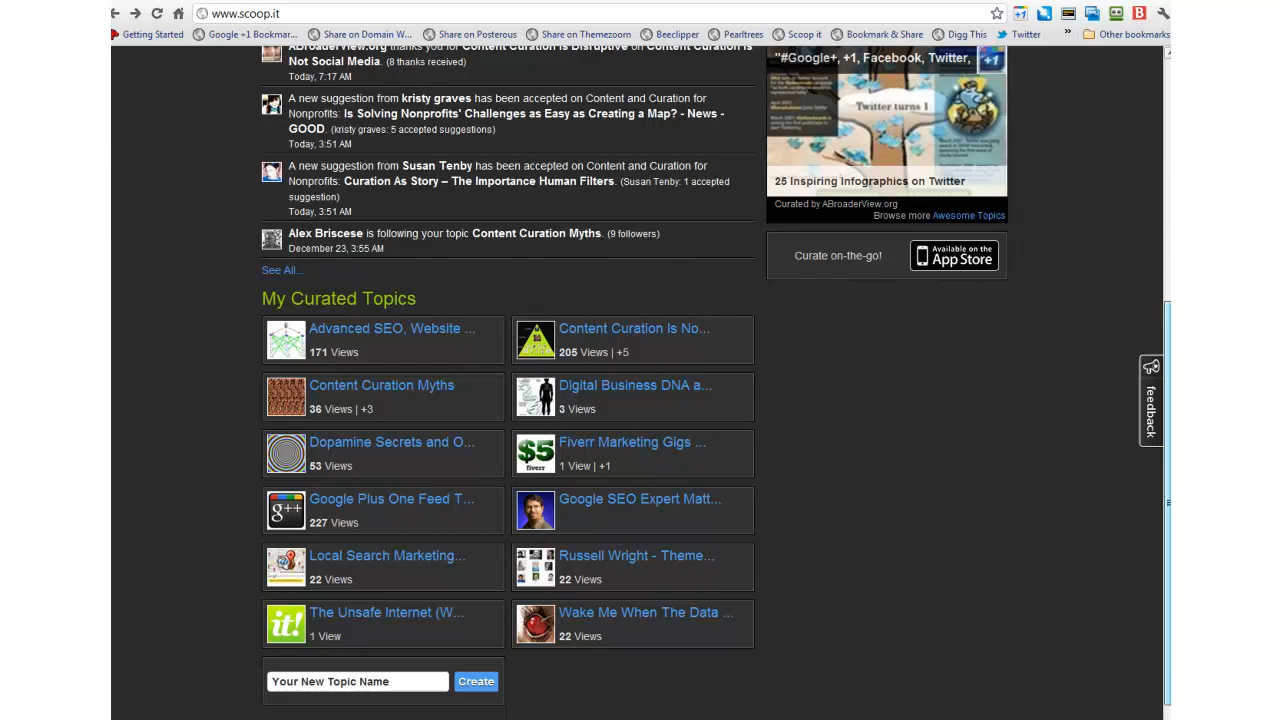 www.scoop.it
Getting Started
Google +1 Bookmar...
Share on Domain W...
Share on Posterous
Share on Themezoom
Beeclipper
Pearltrees
Scoop it
Bookmark & Share
Digg This
Twitter
»
Other bookmarks
ABroaderView.org thanks you for Content Curation is Disruptive on Content Curation Is
Not Social Media. (8 thanks received)
Today, 7:17 AM
A new suggestion from kristy graves has been accepted on Content and Curation for
Nonprofits: Is Solving Nonprofits' Challenges as Easy as Creating a Map? - News -
GOOD. (kristy graves: 5 accepted suggestions)
Today, 3:51 AM
A new suggestion from Susan Tenby has been accepted on Content and Curation for
Nonprofits: Curation As Story – The Importance Human Filters. (Susan Tenby: 1 accepted
suggestion)
Today, 3:51 AM
Alex Briscese is following your topic Content Curation Myths. (9 followers)
December 23, 3:55 AM
See All...
"#Google+, +1, Facebook, Twitter,
+1
Twitter turns 1
25 Inspiring Infographics on Twitter
Curated by ABroaderView.org
Browse more Awesome Topics
Curate on-the-go!
Available on the
App Store
My Curated Topics
Advanced SEO, Website ...
171 Views
Content Curation Is No...
205 Views | +5
Content Curation Myths
36 Views | +3
Digital Business DNA a...
3 Views
Dopamine Secrets and O...
53 Views
$5
fiverr
Fiverr Marketing Gigs ...
1 View | +1
g++
Google Plus One Feed T...
227 Views
Google SEO Expert Matt...
Local Search Marketing...
22 Views
Russell Wright - Theme...
22 Views
it!
The Unsafe Internet (W...
1 View
Wake Me When The Data ...
22 Views
Your New Topic Name
Create
feedback